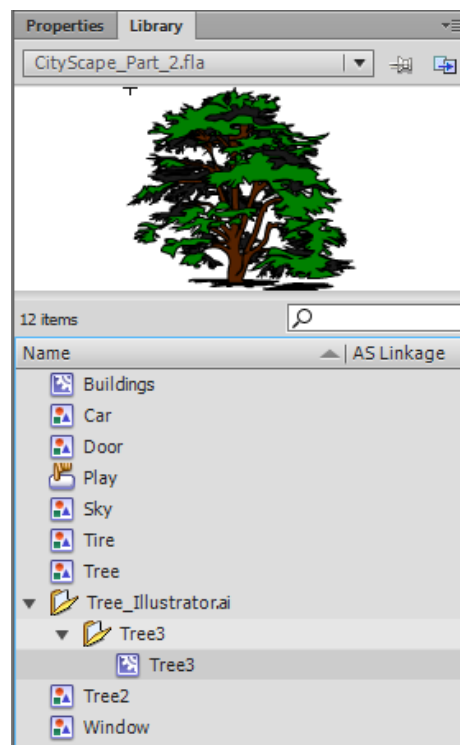 Properties Library
CityScape_Part_2.fla
12 items
Name AS Linkage
Buildings
Car
Door
Play
Sky
Tire
Tree
Tree_Illustrator.ai
Tree3
Tree3
Tree2
Window